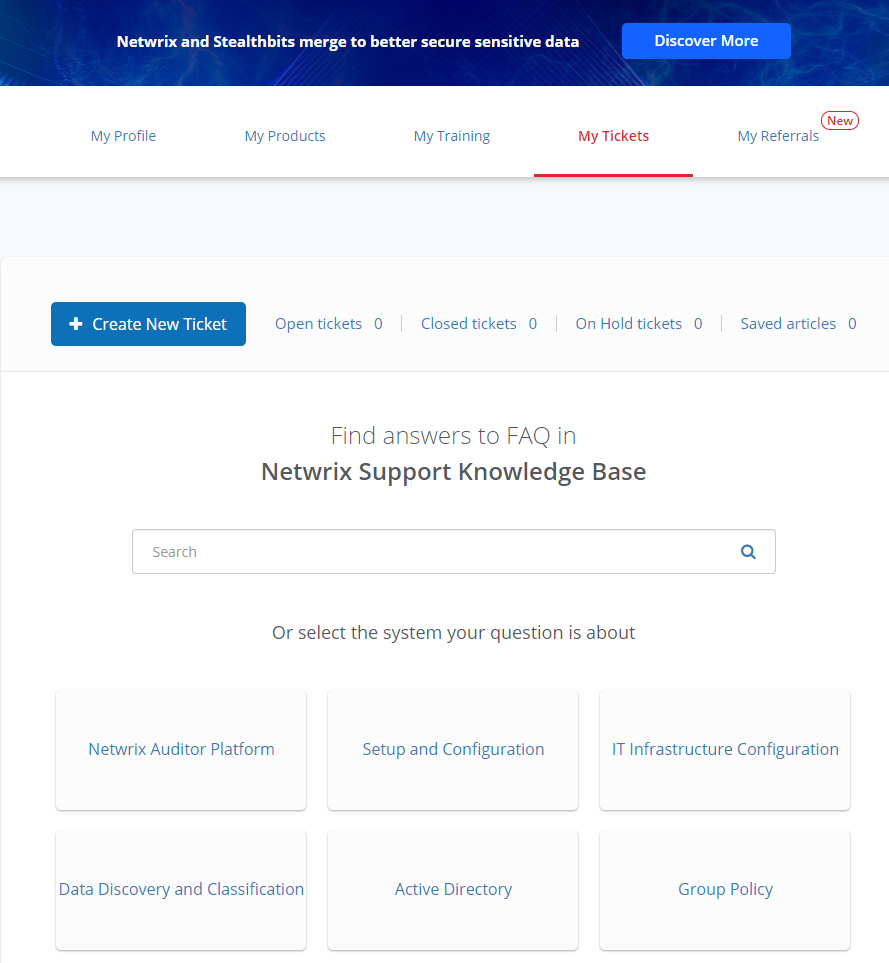 Netwrix and Stealthbits merge to better secure sensitive data
Discover More
My Profile
My Products
My Training
My Tickets
My Referrals
New
Create New Ticket
Open tickets 0
Closed tickets 0
On Hold tickets 0
Saved articles 0
Find answers to FAQ in
Netwrix Support Knowledge Base
Search
Or select the system your question is about
Netwrix Auditor Platform
Setup and Configuration
IT Infrastructure Configuration
Data Discovery and Classification
Active Directory
Group Policy